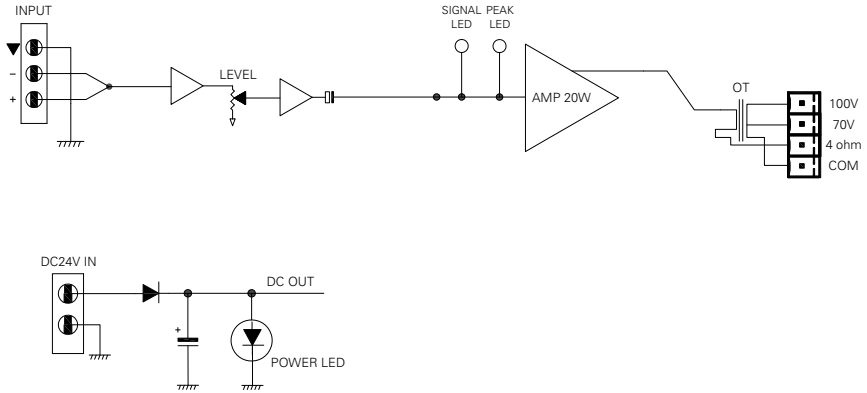 INPUT
−
+
LEVEL
SIGNAL LED
PEAK LED
AMP 20W
OT
100V
70V
4 ohm
COM
DC24V IN
DC OUT
+
POWER LED